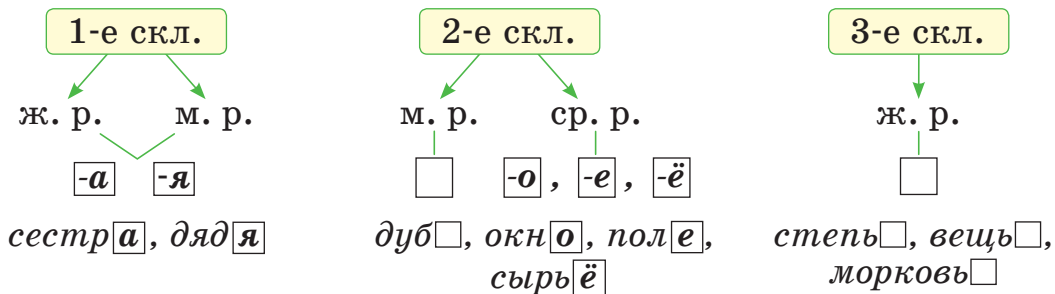 1-е скл. 2-е скл. 3-е скл.
ж. р. м. р. м. р. ср. р. ж. р.
-а -я -о, -е, -ё
сестра, дядя дуб, окно, поле, степь, вещь,
сырьё морковь